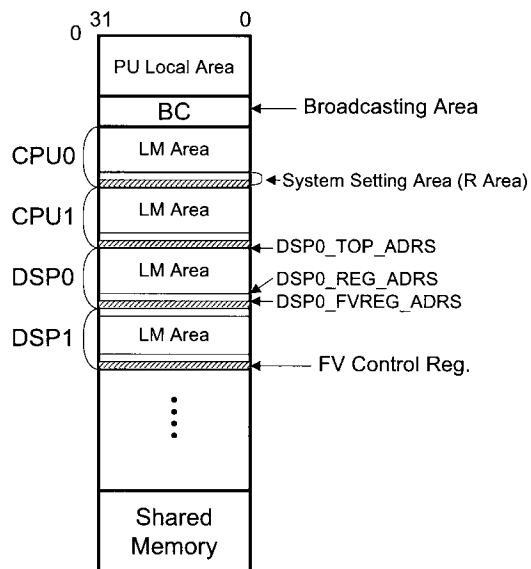 31 0
0
PU Local Area
BC
Broadcasting Area
CPU0
LM Area
System Setting Area (R Area)
CPU1
LM Area
DSP0_TOP_ADRS
DSP0
LM Area
DSP0_REG_ADRS
DSP0_FVREG_ADRS
DSP1
LM Area
FV Control Reg.
Shared
Memory